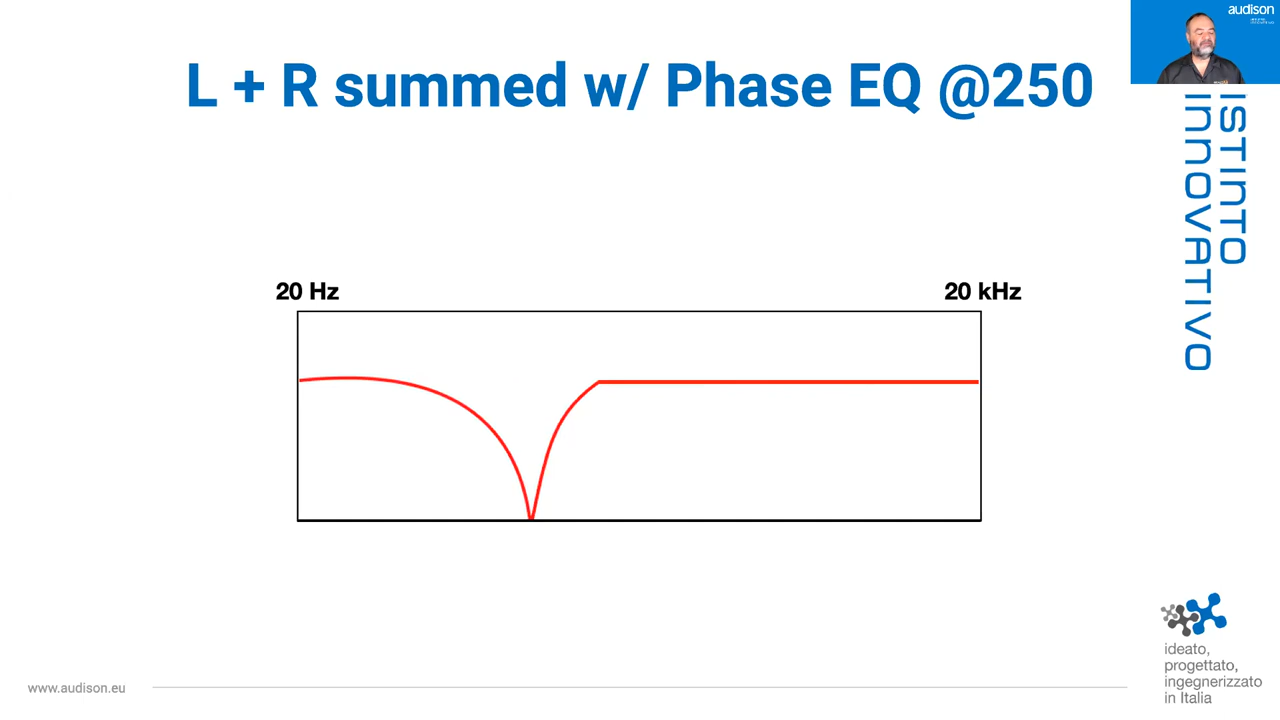 L + R summed w/ Phase EQ @250
audison
ISTINTO
INNOVATIVO
20 Hz
20 kHz
ideato,
progettato,
ingegnerizzato
in Italia
www.audison.eu